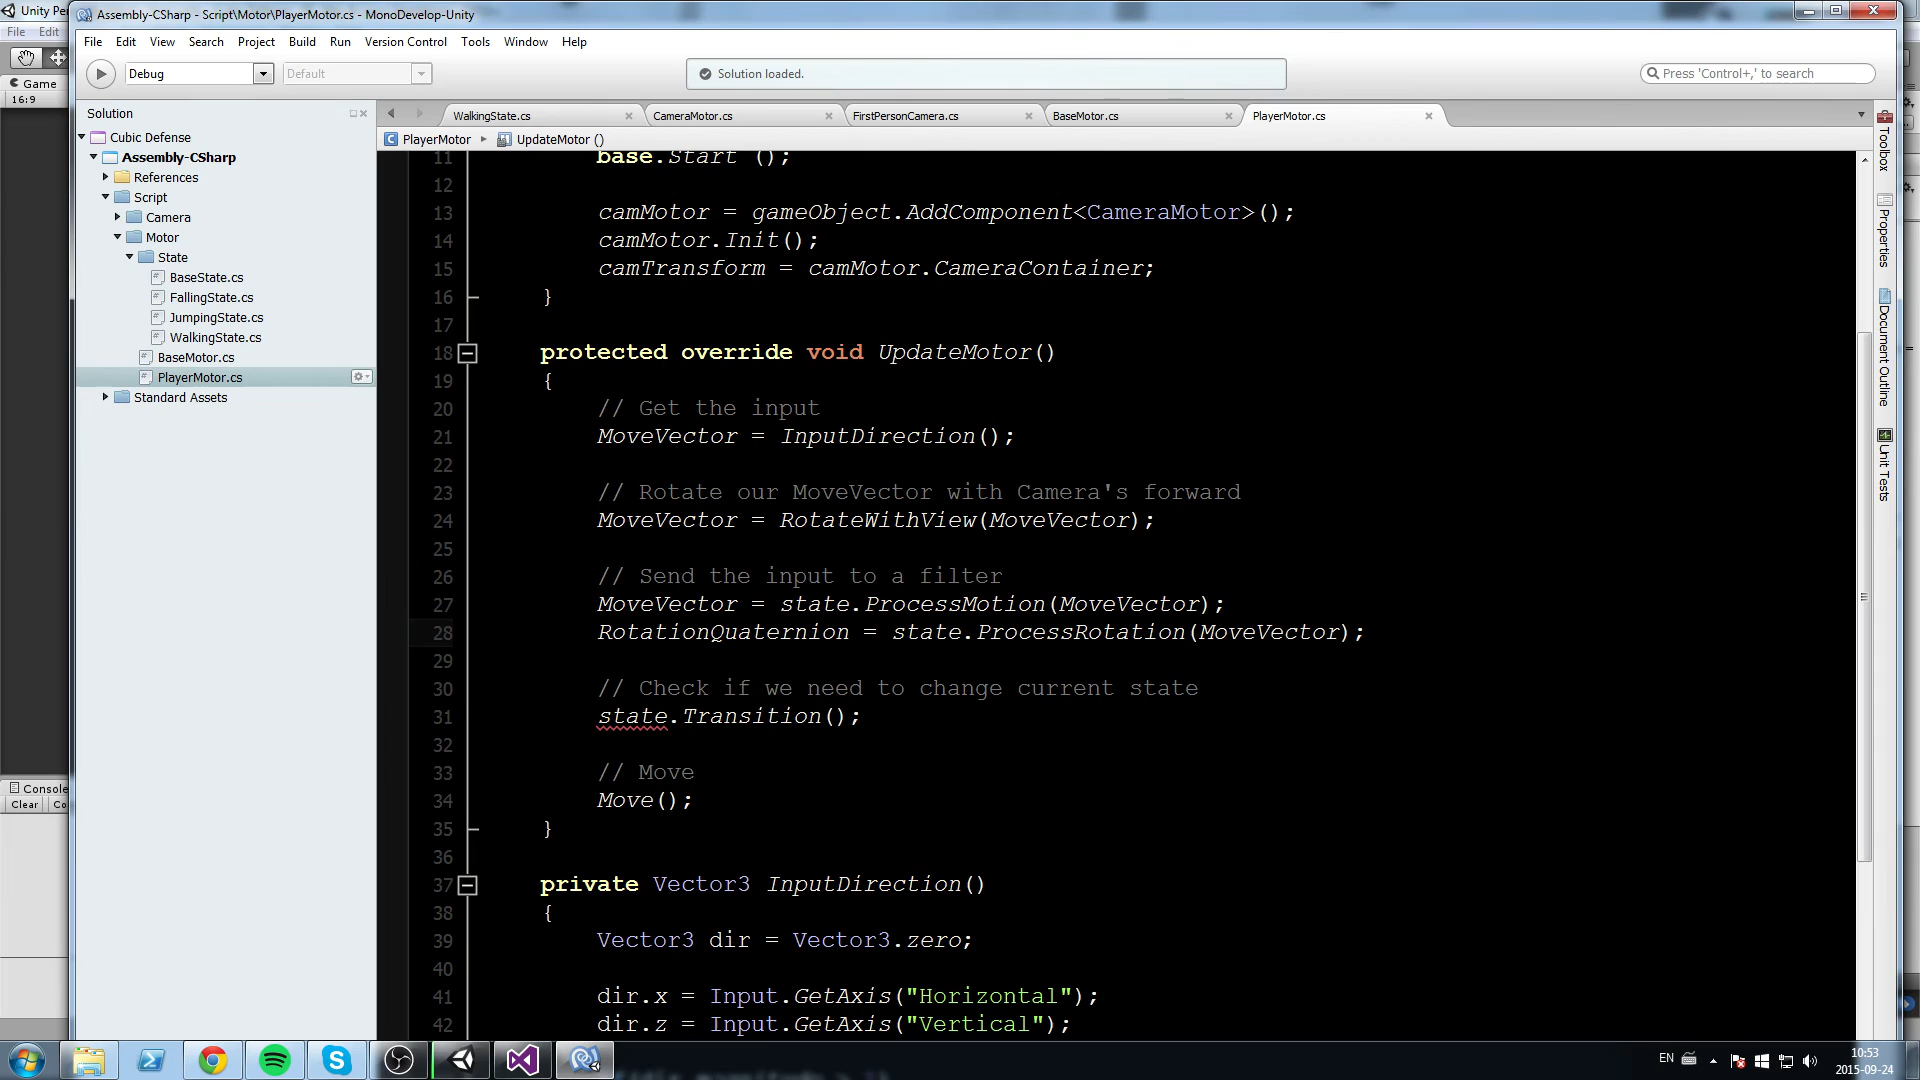 Unity Per
Assembly-CSharp - Script\Motor\PlayerMotor.cs - MonoDevelop-Unity
File Edit
File Edit View Search Project Build Run Version Control Tools Window Help
Debug
Default
Solution loaded.
Press 'Control+,' to search
Game
16:9
Solution
WalkingState.cs
CameraMotor.cs
FirstPersonCamera.cs
BaseMotor.cs
PlayerMotor.cs
PlayerMotor
UpdateMotor ()
Cubic Defense
Assembly-CSharp
References
Script
Camera
Motor
State
BaseState.cs
FallingState.cs
JumpingState.cs
WalkingState.cs
BaseMotor.cs
PlayerMotor.cs
Standard Assets
11 base.Start ();
12
13 camMotor = gameObject.AddComponent<CameraMotor>();
14 camMotor.Init();
15 camTransform = camMotor.CameraContainer;
16 }
17
18 protected override void UpdateMotor()
19 {
20 // Get the input
21 MoveVector = InputDirection();
22
23 // Rotate our MoveVector with Camera's forward
24 MoveVector = RotateWithView(MoveVector);
25
26 // Send the input to a filter
27 MoveVector = state.ProcessMotion(MoveVector);
28 RotationQuaternion = state.ProcessRotation(MoveVector);
29
30 // Check if we need to change current state
31 state.Transition();
32
33 // Move
34 Move();
35 }
36
37 private Vector3 InputDirection()
38 {
39 Vector3 dir = Vector3.zero;
40
41 dir.x = Input.GetAxis("Horizontal");
42 dir.z = Input.GetAxis("Vertical");
Toolbox
Properties
Document Outline
Unit Tests
Console
Clear Co
EN
10:53
2015-09-24